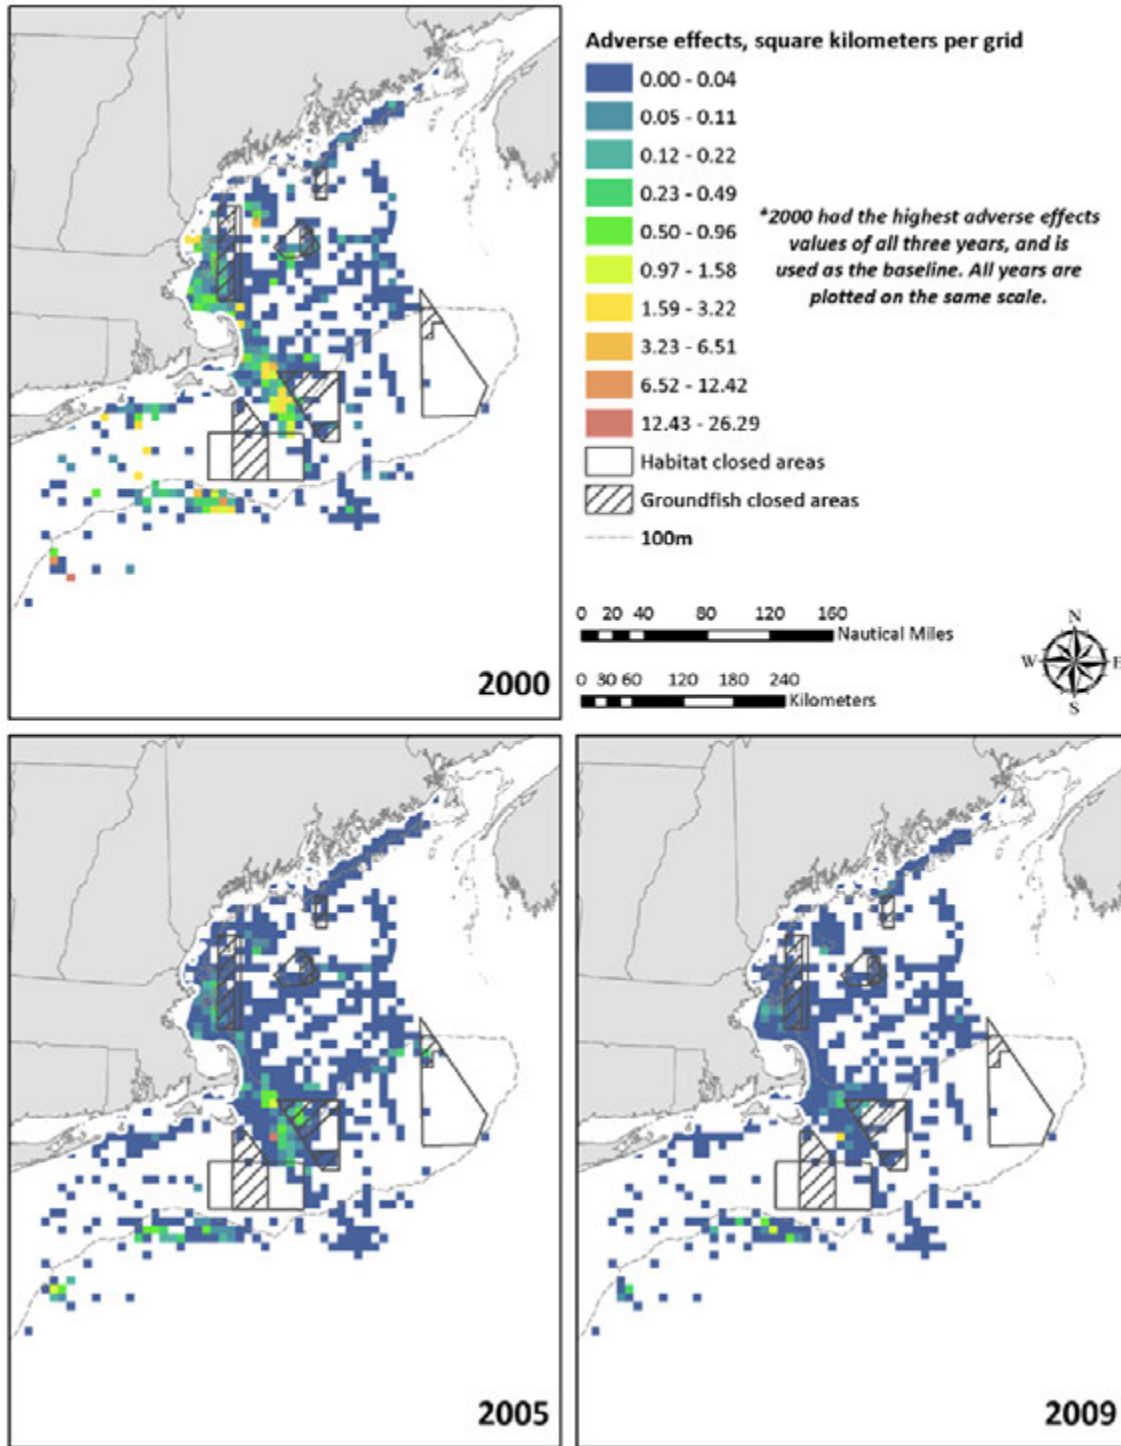 Adverse effects, square kilometers per grid
0.00 - 0.04
0.05 - 0.11
0.12 - 0.22
0.23 - 0.49
0.50 - 0.96
0.97 - 1.58
1.59 - 3.22
3.23 - 6.51
6.52 - 12.42
12.43 - 26.29
Habitat closed areas
Groundfish closed areas
100m
*2000 had the highest adverse effects
values of all three years, and is
used as the baseline. All years are
plotted on the same scale.
0 20 40 80 120 160
Nautical Miles
0 30 60 120 180 240
Kilometers
N
W E
S
2000
2005
2009